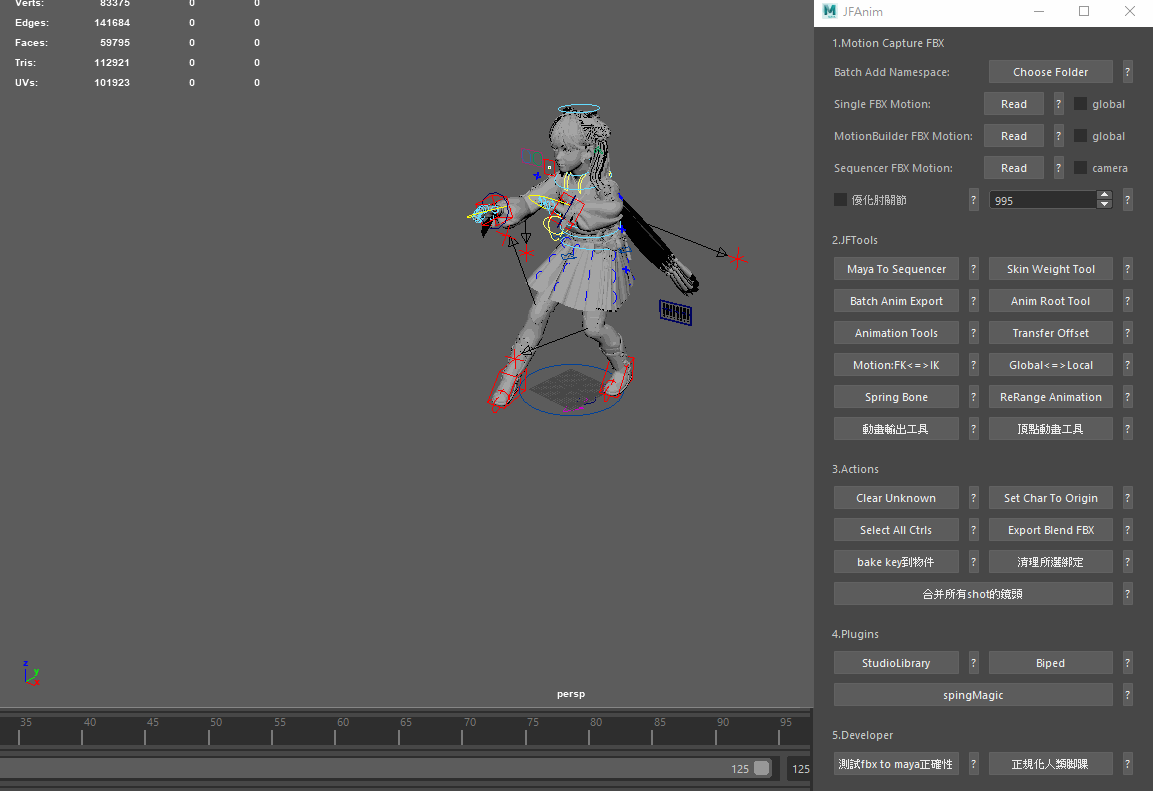 Verts: 83375 0 0
Edges: 141684 0 0
Faces: 59795 0 0
Tris: 112921 0 0
UVs: 101923 0 0
persp
z
y
x
35 40 45 50 55 60 65 70 75 80 85 90 95
125 125
JFAnim
1.Motion Capture FBX
Batch Add Namespace: Choose Folder ?
Single FBX Motion: Read ? global
MotionBuilder FBX Motion: Read ? global
Sequencer FBX Motion: Read ? camera
優化肘關節 ? 995 ?
2.JFTools
Maya To Sequencer ? Skin Weight Tool ?
Batch Anim Export ? Anim Root Tool ?
Animation Tools ? Transfer Offset ?
Motion:FK<=>IK ? Global<=>Local ?
Spring Bone ? ReRange Animation ?
動畫輸出工具 ? 頂點動畫工具 ?
3.Actions
Clear Unknown ? Set Char To Origin ?
Select All Ctrls ? Export Blend FBX ?
bake key到物件 ? 清理所選綁定 ?
合并所有shot的鏡頭 ?
4.Plugins
StudioLibrary ? Biped ?
spingMagic ?
5.Developer
測試fbx to maya正確性 ? 正規化人類腳踝 ?